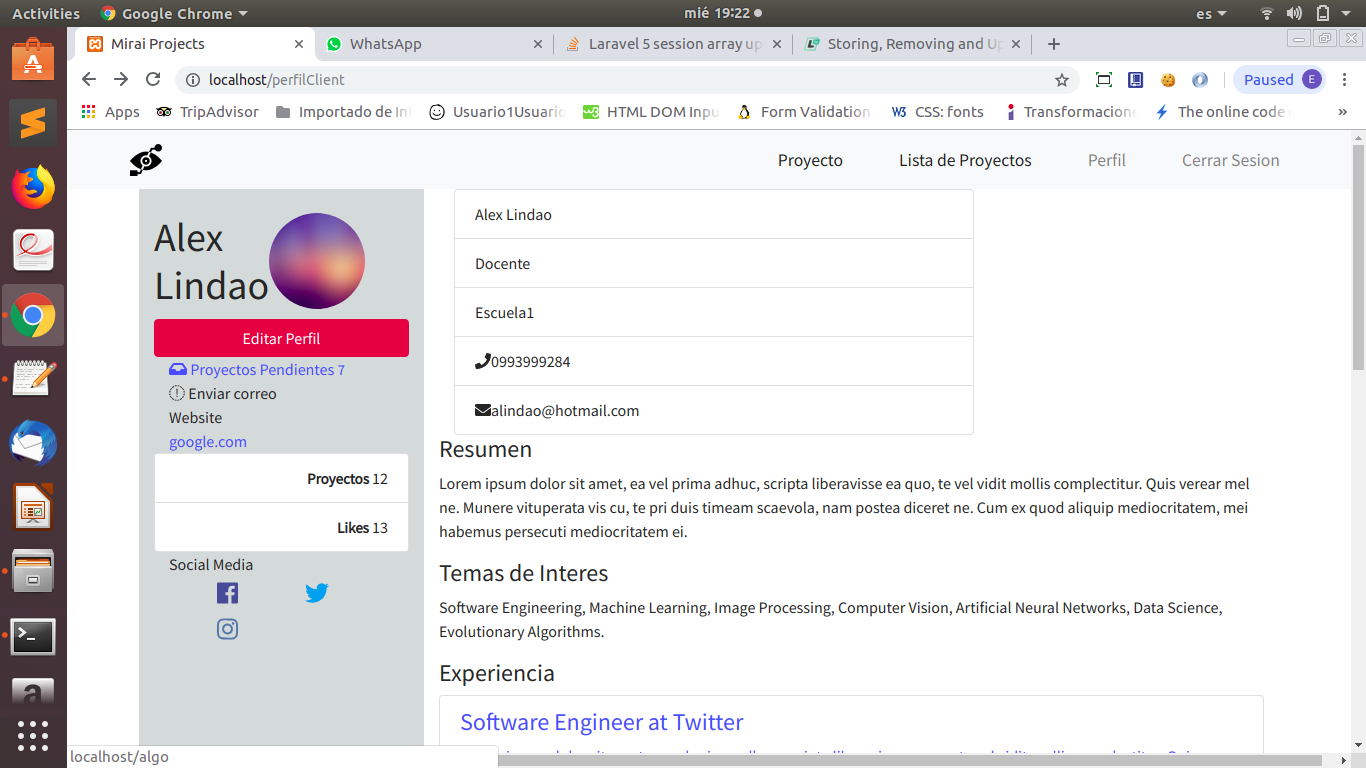 Activities
Google Chrome
mié 19:22
es
Mirai Projects
WhatsApp
Laravel 5 session array up
Storing, Removing and Up
localhost/perfilClient
Paused
E
Apps
TripAdvisor
Importado de In
Usuario1Usuario
HTML DOM Inpu
Form Validation
CSS: fonts
Transformacione
The online code
»
Proyecto
Lista de Proyectos
Perfil
Cerrar Sesion
Alex
Lindao
Editar Perfil
Proyectos Pendientes 7
Enviar correo
Website
google.com
Proyectos 12
Likes 13
Social Media
Alex Lindao
Docente
Escuela1
0993999284
alindao@hotmail.com
Resumen
Lorem ipsum dolor sit amet, ea vel prima adhuc, scripta liberavisse ea quo, te vel vidit mollis complectitur. Quis verear mel
ne. Munere vituperata vis cu, te pri duis timeam scaevola, nam postea diceret ne. Cum ex quod aliquip mediocritatem, mei
habemus persecuti mediocritatem ei.
Temas de Interes
Software Engineering, Machine Learning, Image Processing, Computer Vision, Artificial Neural Networks, Data Science,
Evolutionary Algorithms.
Experiencia
Software Engineer at Twitter
localhost/algo